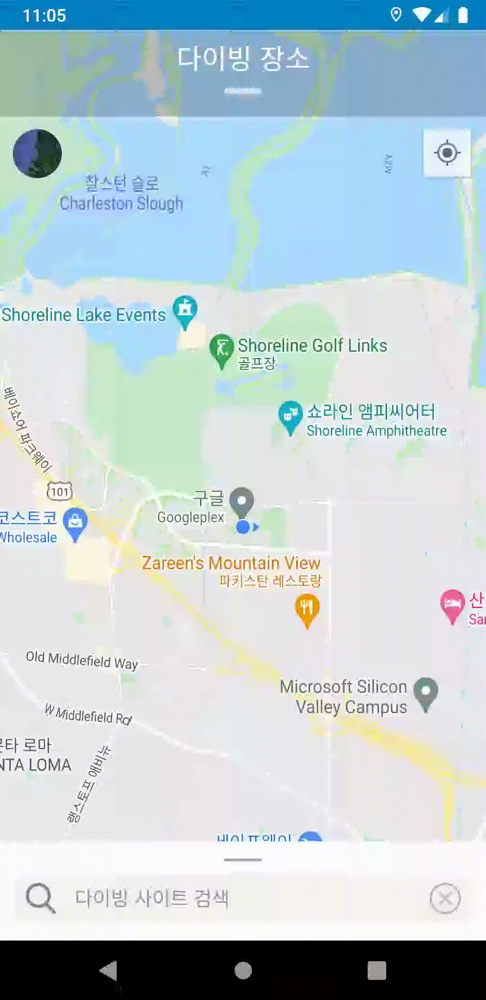 11:05
다이빙 장소
찰스턴 슬로
Charleston Slough
A7
Shoreline Lake Events
Shoreline Golf Links
골프장
쇼라인 앰피씨어터
Shoreline Amphitheatre
베이쇼어 파크웨이
101
구글
Googleplex
코스트코
Wholesale
Zareen's Mountain View
피키스탄 레스토랑
산
Old Middlefield Way
Microsoft Silicon
Valley Campus
W Middlefield Rd
몬타 로마
NTA LOMA
랭스토프 애비뉴
다이빙 사이트 검색